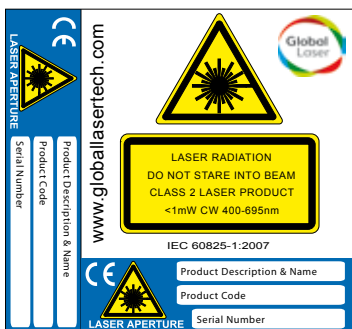 CE
LASER APERTURE
Product Description & Name
Product Code
Serial Number
www.globallasertech.com
Global
Laser
LASER RADIATION
DO NOT STARE INTO BEAM
CLASS 2 LASER PRODUCT
<1mW CW 400-695nm
IEC 60825-1:2007
CE
LASER APERTURE
Product Description & Name
Product Code
Serial Number